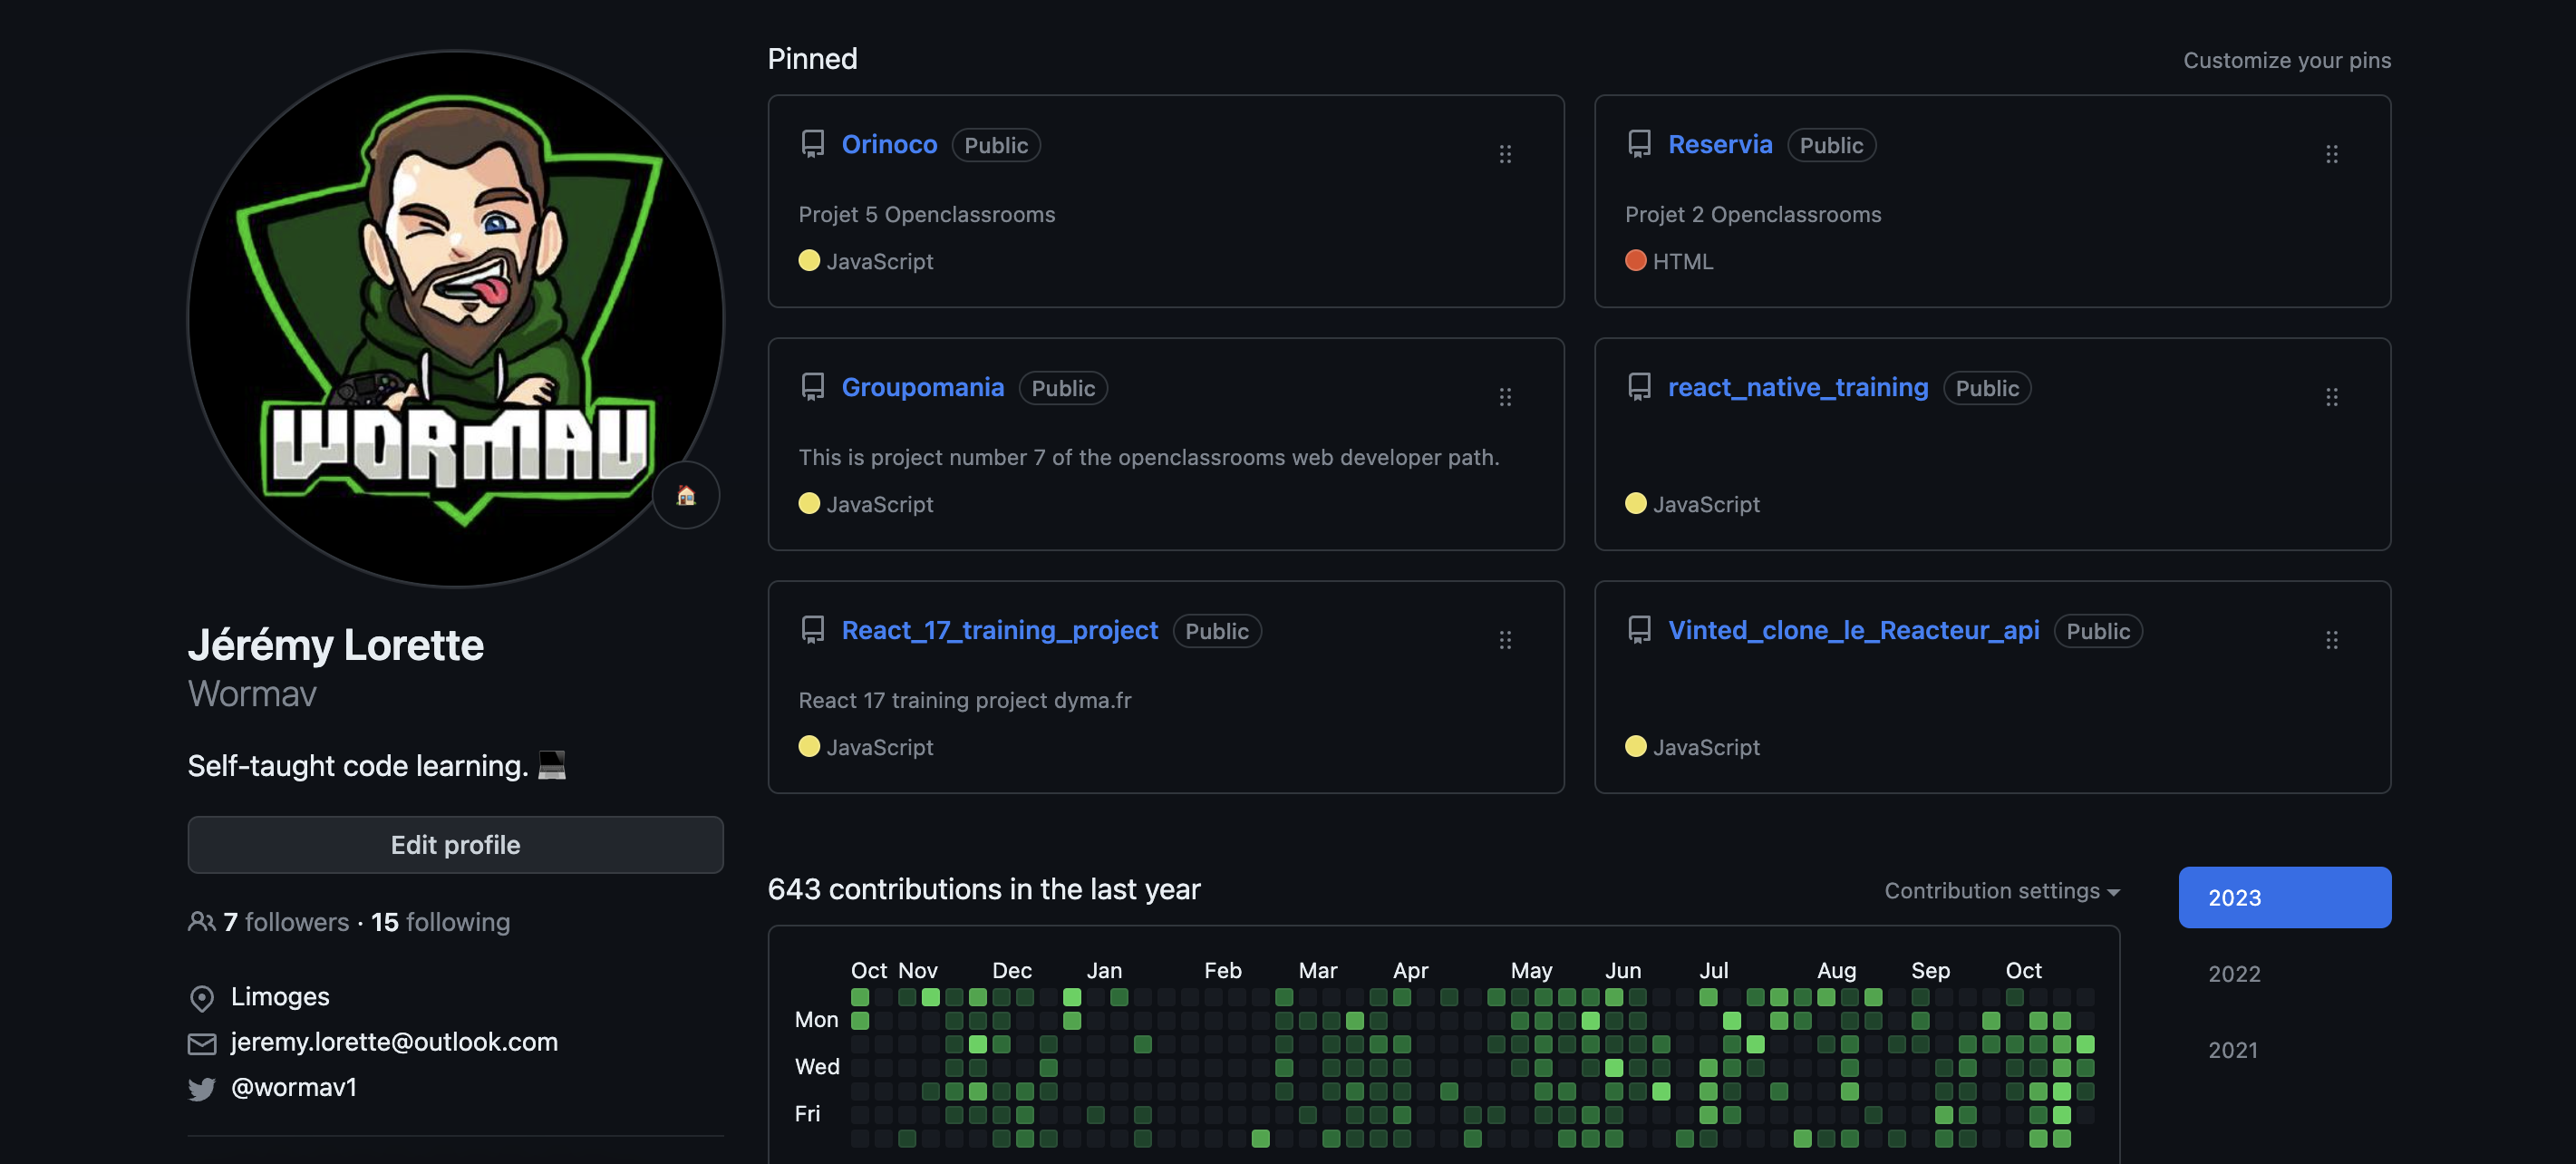 WORMAV
Jérémy Lorette
Wormav
Self-taught code learning.
Edit profile
7 followers · 15 following
Limoges
jeremy.lorette@outlook.com
@wormav1
Pinned
Customize your pins
Orinoco Public
Projet 5 Openclassrooms
JavaScript
Reservia Public
Projet 2 Openclassrooms
HTML
Groupomania Public
This is project number 7 of the openclassrooms web developer path.
JavaScript
react_native_training Public
JavaScript
React_17_training_project Public
React 17 training project dyma.fr
JavaScript
Vinted_clone_le_Reacteur_api Public
JavaScript
643 contributions in the last year
Contribution settings
2023
2022
2021
Oct Nov Dec Jan Feb Mar Apr May Jun Jul Aug Sep Oct
Mon
Wed
Fri